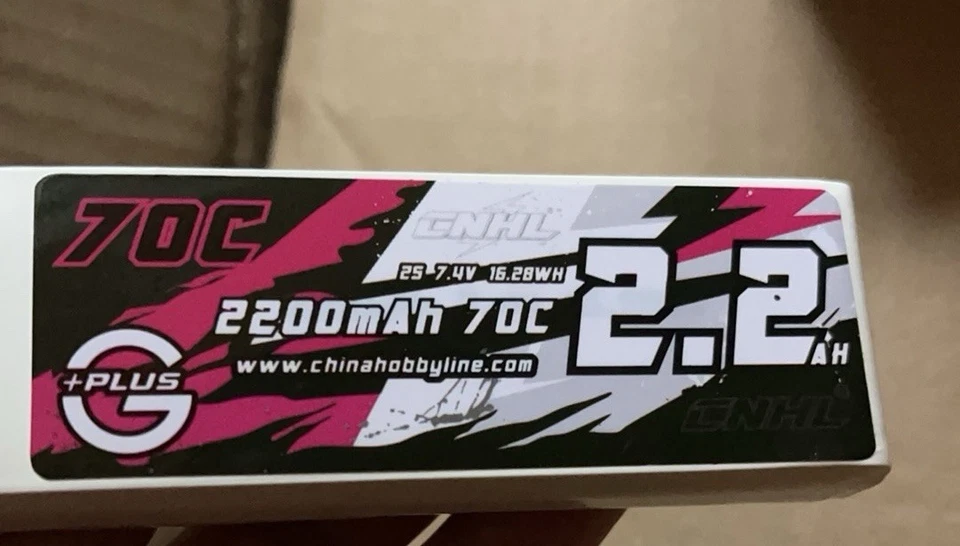 70C
CNHL
2S 7.4V 16.28WH
2200mAh 70C
2.2
AH
www.chinahobbyline.com
G
+PLUS
CNHL